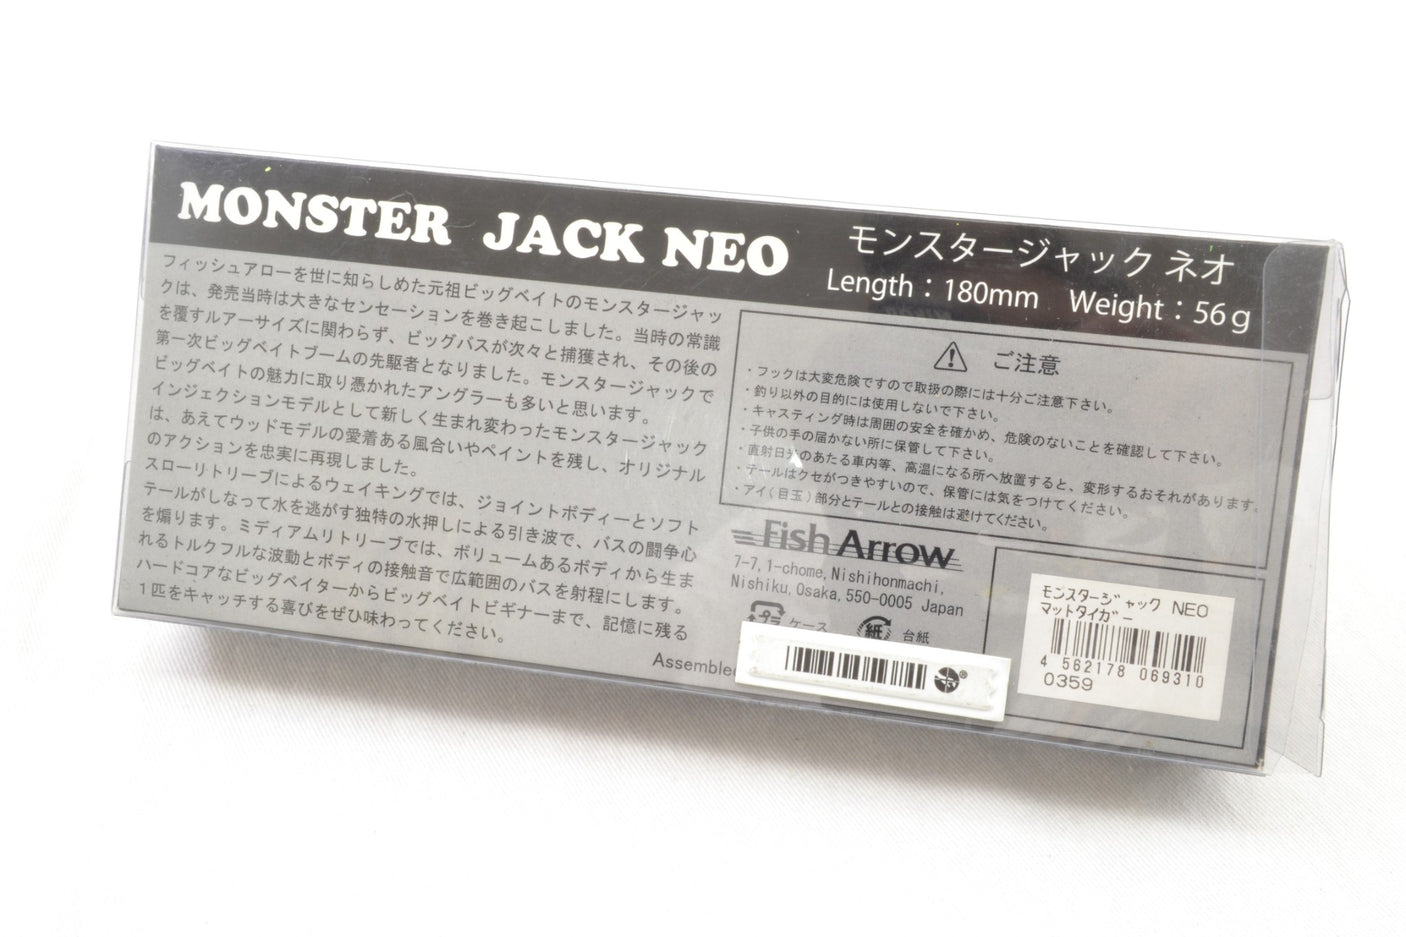 MONSTER JACK NEO
モンスタージャック ネオ
Length：180mm Weight：56g
フィッシュアローを世に知らしめた元祖ビッグベイトのモンスタージャッ
クは、発売当時は大きなセンセーションを巻き起こしました。当時の常識
を覆すルアーサイズに関わらず、ビッグバスが次々と捕獲され、その後の
第一次ビッグベイトブームの先駆者となりました。モンスタージャックで
ビッグベイトの魅力に取り憑かれたアングラーも多いと思います。
インジェクションモデルとして新しく生まれ変わったモンスタージャック
は、あえてウッドモデルの愛着ある風合いやペイントを残し、オリジナル
のアクションを忠実に再現しました。
スローリトリーブによるウェイキングでは、ジョイントボディーとソフト
テールがしなって水を逃がす独特の水押しによる引き波で、バスの闘争心
を煽ります。ミディアムリトリーブでは、ボリュームあるボディから生ま
れるトルクフルな波動とボディの接触音で広範囲のバスを射程にします。
ハードコアなビッグベイターからビッグベイトビギナーまで、記憶に残る
1匹をキャッチする喜びをぜひ味わってください。
Assembled
ご注意
・フックは大変危険ですので取扱の際には十分ご注意下さい。
・釣り以外の目的には使用しないで下さい。
・キャスティング時は周囲の安全を確かめ、危険のないことを確認して下さい。
・子供の手の届かない所に保管して下さい。
・直射日光のあたる車内等、高温になる所へ放置すると、変形するおそれがあります。
・テールはクセがつきやすいので、保管には気をつけてください。
・アイ(目玉)部分とテールとの接触は避けてください。
Fish Arrow
7-7,1-chome,Nishihonmachi,
Nishiku,Osaka,550-0005 Japan
プラ ケース 紙 台紙
モンスタージャック NEO
マットタイガー
4 562178 069310
0359